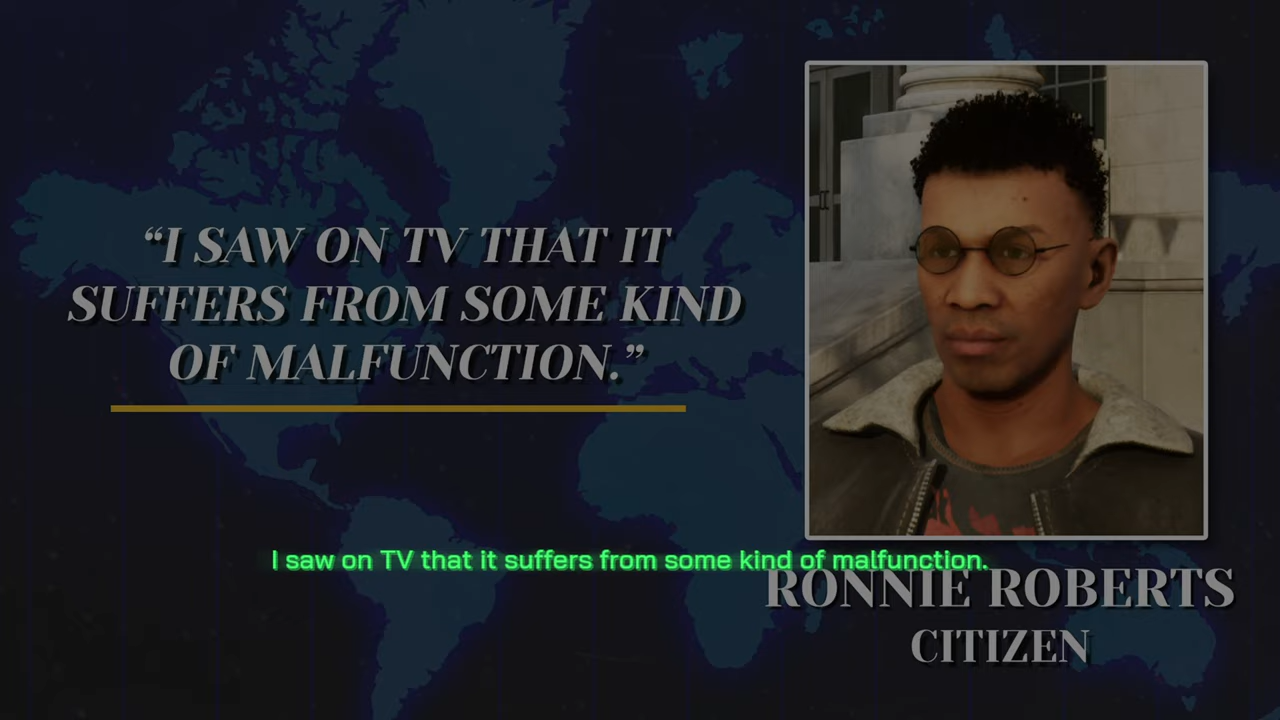 “I SAW ON TV THAT IT
SUFFERS FROM SOME KIND
OF MALFUNCTION.”
I saw on TV that it suffers from some kind of malfunction.
RONNIE ROBERTS
CITIZEN